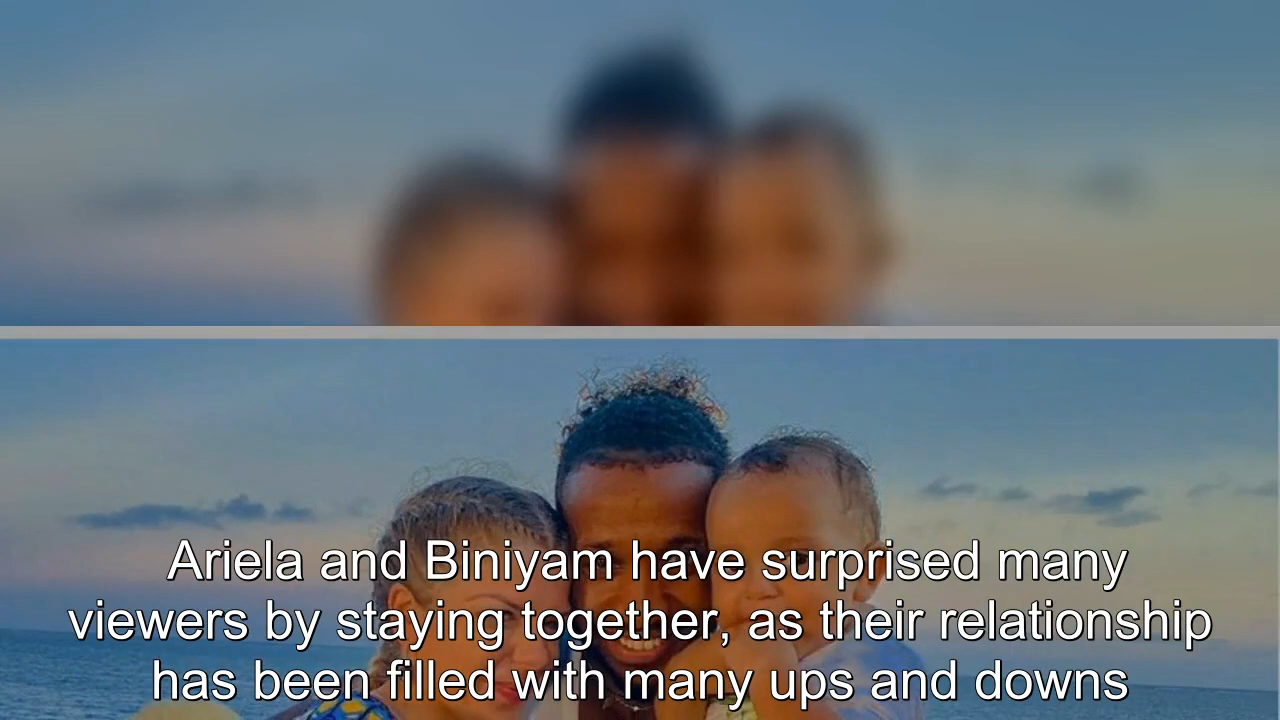 Ariela and Biniyam have surprised many
viewers by staying together, as their relationship
has been filled with many ups and downs